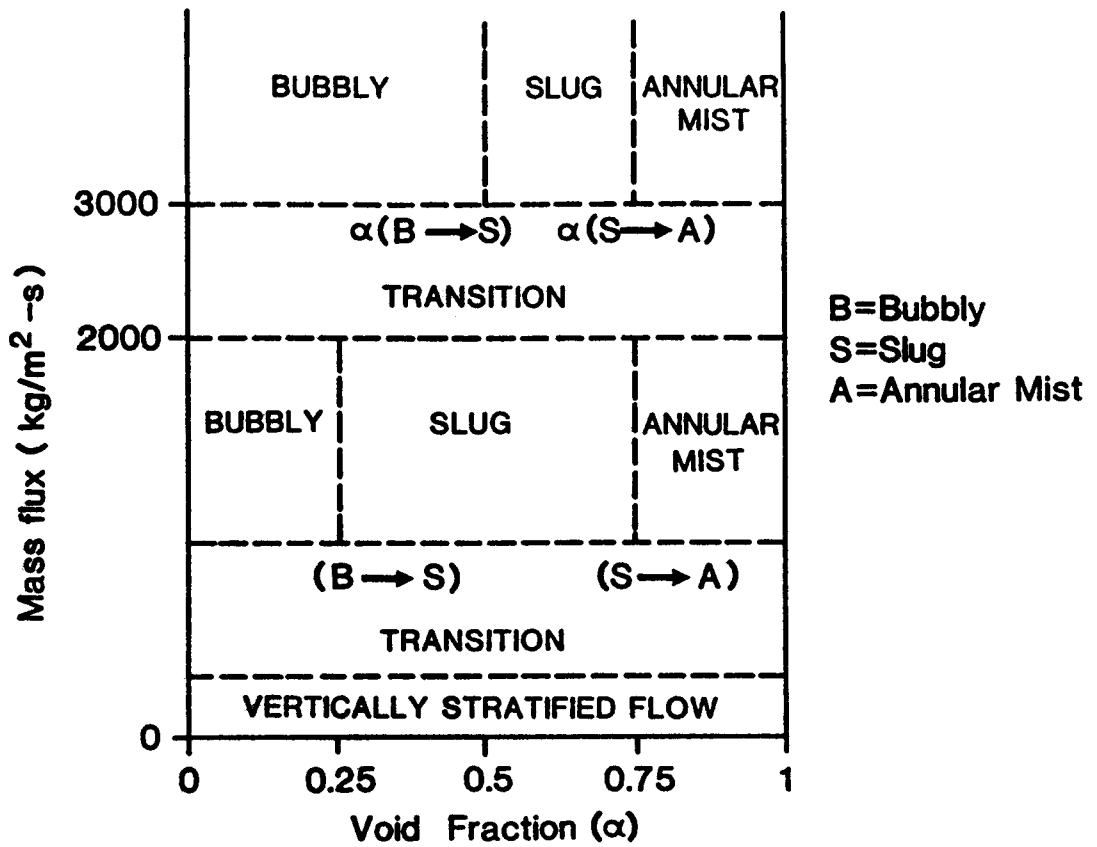 BUBBLY SLUG ANNULAR
MIST
3000
α(B→S) α(S→A)
TRANSITION
2000
BUBBLY SLUG ANNULAR
MIST
(B→S) (S→A)
TRANSITION
VERTICALLY STRATIFIED FLOW
0
0 0.25 0.5 0.75 1
Void Fraction (α)
Mass flux ( kg/m² -s)
B=Bubbly
S=Slug
A=Annular Mist